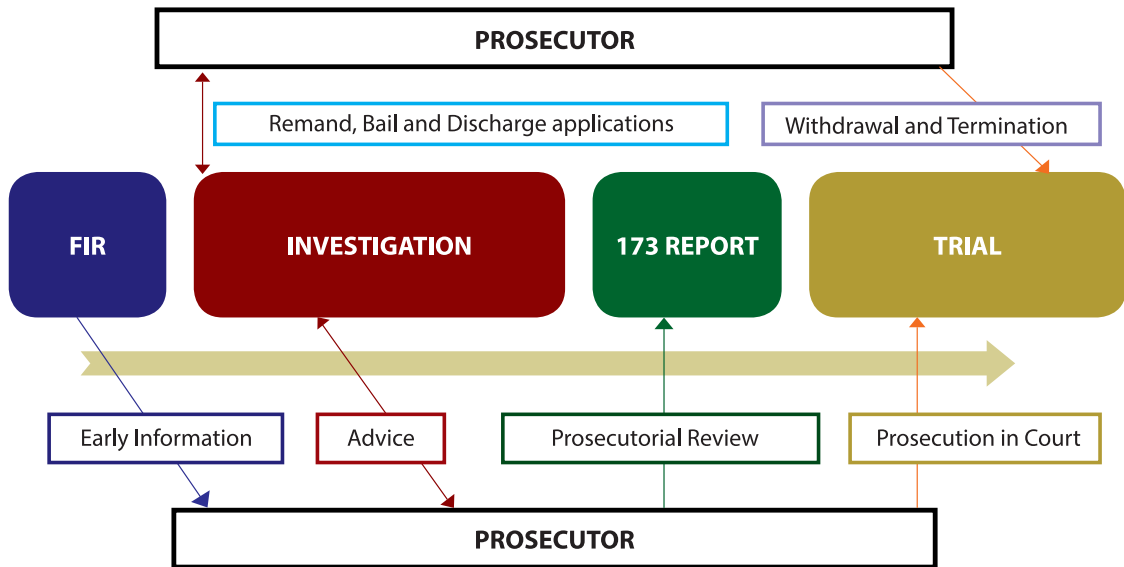 PROSECUTOR
Remand, Bail and Discharge applications
Withdrawal and Termination
FIR
INVESTIGATION
173 REPORT
TRIAL
Early Information
Advice
Prosecutorial Review
Prosecution in Court
PROSECUTOR